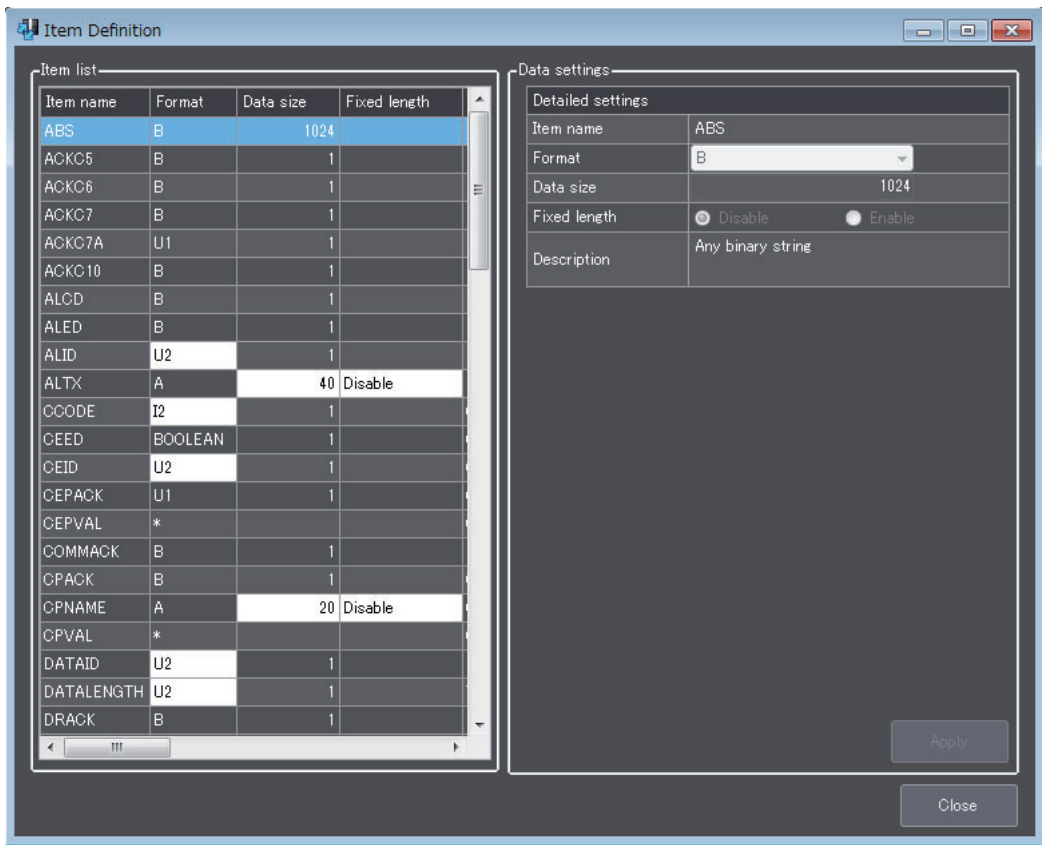 Item Definition
Item list
Item name Format Data size Fixed length
ABS B 1024
ACKC5 B 1
ACKC6 B 1
ACKC7 B 1
ACKC7A U1 1
ACKC10 B 1
ALCD B 1
ALED B 1
ALID U2 1
ALTX A 40 Disable
CCODE I2 1
CEED BOOLEAN 1
CEID U2 1
CEPACK U1 1
CEPVAL *
COMMACK B 1
CPACK B 1
CPNAME A 20 Disable
CPVAL *
DATAID U2 1
DATALENGTH U2 1
DRACK B 1
Data settings
Detailed settings
Item name ABS
Format B
Data size 1024
Fixed length Disable Enable
Description Any binary string
Apply
Close